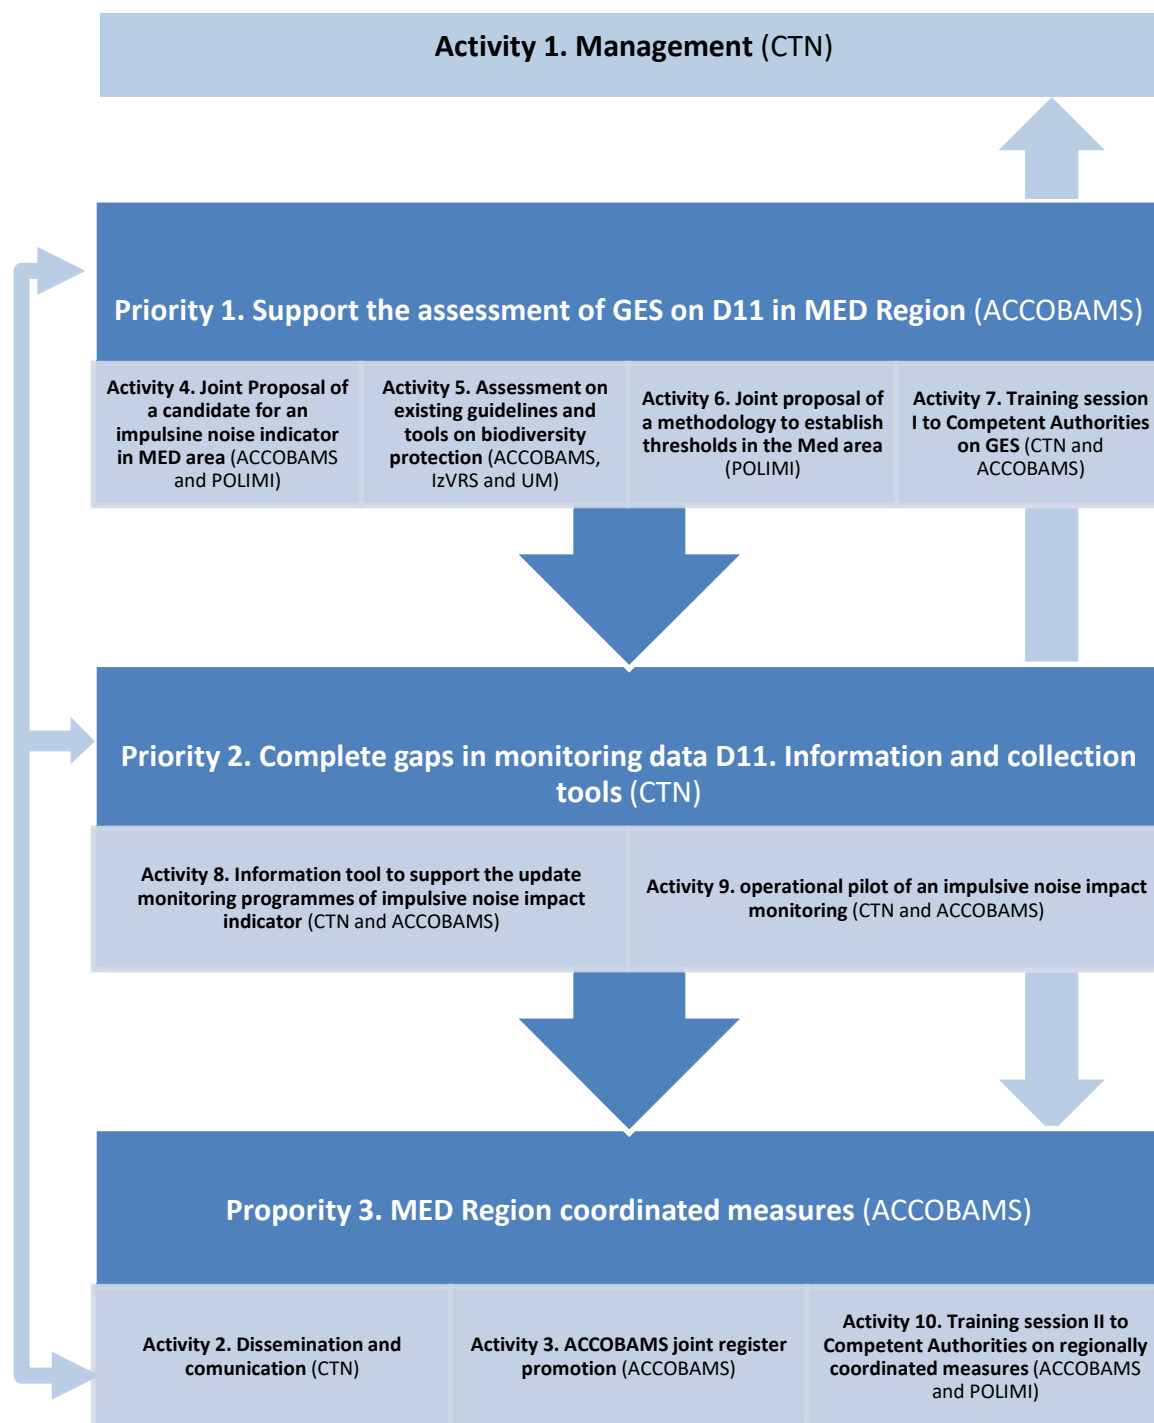 Activity 1. Management (CTN)
Priority 1. Support the assessment of GES on D11 in MED Region (ACCOBAMS)
Activity 4. Joint Proposal of
a candidate for an
impulsine noise indicator
in MED area (ACCOBAMS
and POLIMI)
Activity 5. Assessment on
existing guidelines and
tools on biodiversity
protection (ACCOBAMS,
IzVRS and UM)
Activity 6. Joint proposal of
a methodology to establish
thresholds in the Med area
(POLIMI)
Activity 7. Training session
I to Competent Authorities
on GES (CTN and
ACCOBAMS)
Priority 2. Complete gaps in monitoring data D11. Information and collection
tools (CTN)
Activity 8. Information tool to support the update
monitoring programmes of impulsive noise impact
indicator (CTN and ACCOBAMS)
Activity 9. operational pilot of an impulsive noise impact
monitoring (CTN and ACCOBAMS)
Propority 3. MED Region coordinated measures (ACCOBAMS)
Activity 2. Dissemination and
comunication (CTN)
Activity 3. ACCOBAMS joint register
promotion (ACCOBAMS)
Activity 10. Training session II to
Competent Authorities on regionally
coordinated measures (ACCOBAMS
and POLIMI)